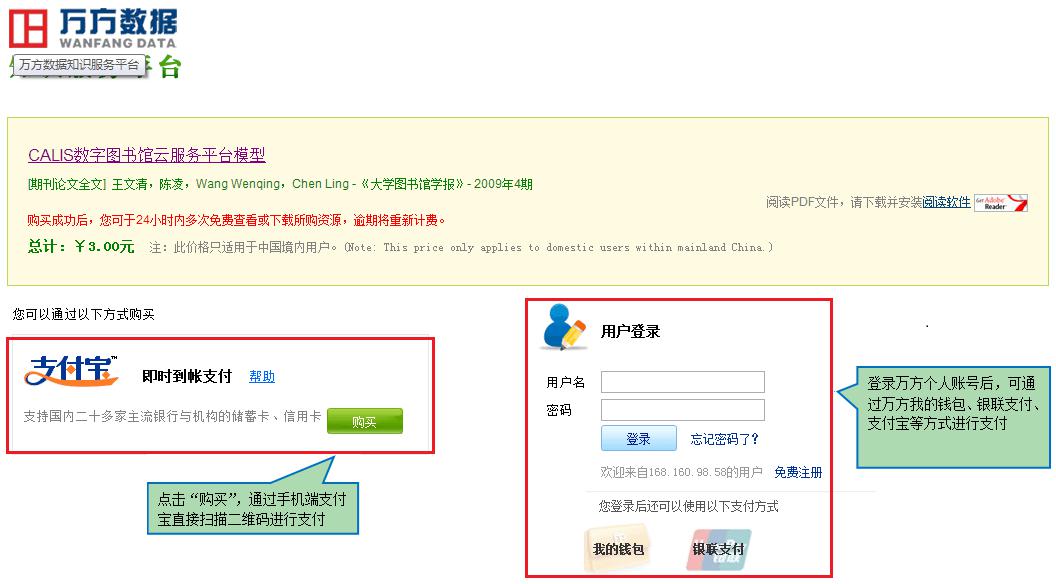 万方数据
WANFANG DATA
万方数据知识服务平台
平台
CALIS数字图书馆云服务平台模型
[期刊论文全文] 王文清，陈凌，Wang Wenqing，Chen Ling -《大学图书馆学报》- 2009年4期
阅读PDF文件，请下载并安装阅读软件
Get Adobe Reader
购买成功后，您可于24小时内多次免费查看或下载所购资源，逾期将重新计费。
总计：￥3.00元 注：此价格只适用于中国境内用户。(Note: This price only applies to domestic users within mainland China.)
您可以通过以下方式购买
支付宝™ 即时到帐支付 帮助
支持国内二十多家主流银行与机构的储蓄卡、信用卡 购买
点击“购买”，通过手机端支付
宝直接扫描二维码进行支付
用户登录
用户名
密码
登录 忘记密码了?
欢迎来自168.160.98.58的用户 免费注册
您登录后还可以使用以下支付方式
我的钱包 银联支付
登录万方个人账号后，可通
过万方我的钱包、银联支付、
支付宝等方式进行支付